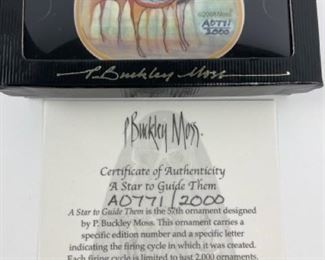 ©2008 Moss
A0771
2000
P. Buckley Moss
P. Buckley Moss.
Certificate of Authenticity
A Star to Guide Them
A0771/2000
A Star to Guide Them is the 57th ornament designed
by P. Buckley Moss. This ornament carries a
specific edition number and a specific letter
indicating the firing cycle in which it was created.
Each firing cycle is limited to just 2,000 ornaments.